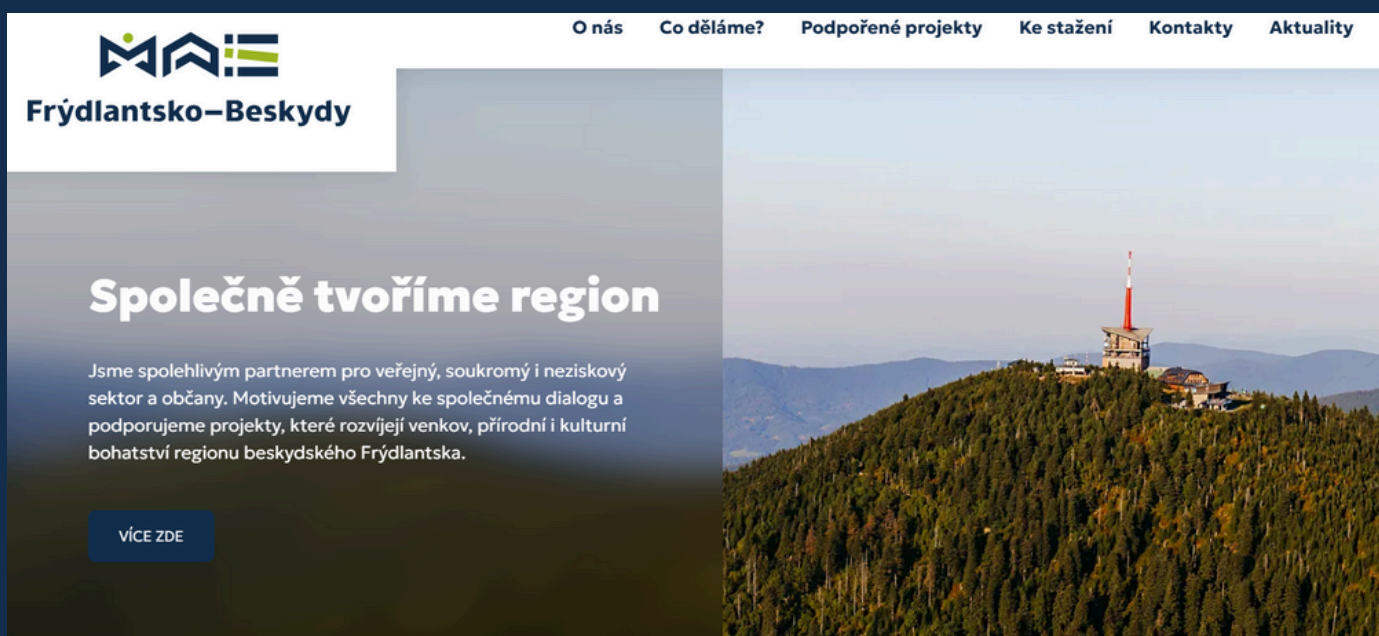 O nás Co děláme? Podpořené projekty Ke stažení Kontakty Aktuality
MAS
Frýdlantsko–Beskydy
Společně tvoříme region
Jsme spolehlivým partnerem pro veřejný, soukromý i neziskový
sektor a občany. Motivujeme všechny ke společnému dialogu a
podporujeme projekty, které rozvíjejí venkov, přírodní i kulturní
bohatství regionu beskydského Frýdlantska.
VÍCE ZDE